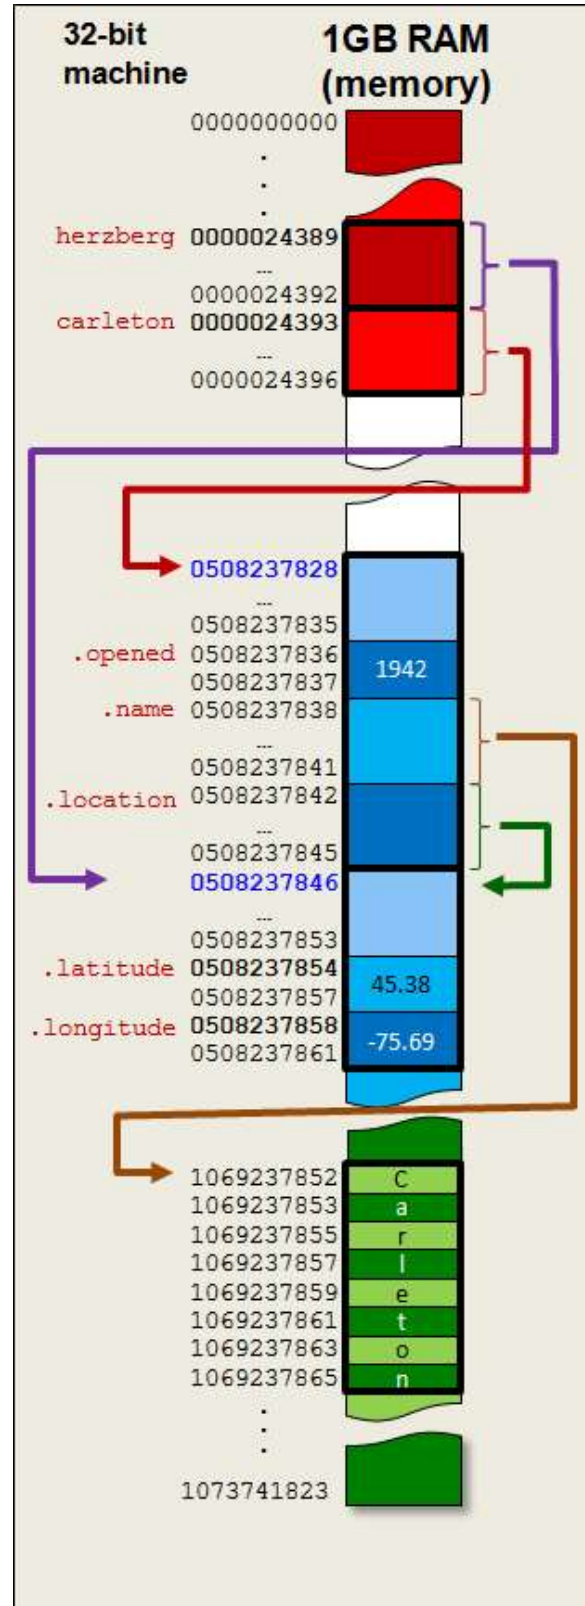 32-bit
machine
1GB RAM
(memory)
0000000000
.
.
.
herzberg 0000024389
…
0000024392
carleton 0000024393
…
0000024396
0508237828
…
0508237835
.opened 0508237836
1942
0508237837
.name 0508237838
…
0508237841
.location 0508237842
…
0508237845
0508237846
…
0508237853
.latitude 0508237854
45.38
0508237857
.longitude 0508237858
-75.69
0508237861
1069237852 C
1069237853 a
1069237855 r
1069237857 l
1069237859 e
1069237861 t
1069237863 o
1069237865 n
.
.
.
1073741823